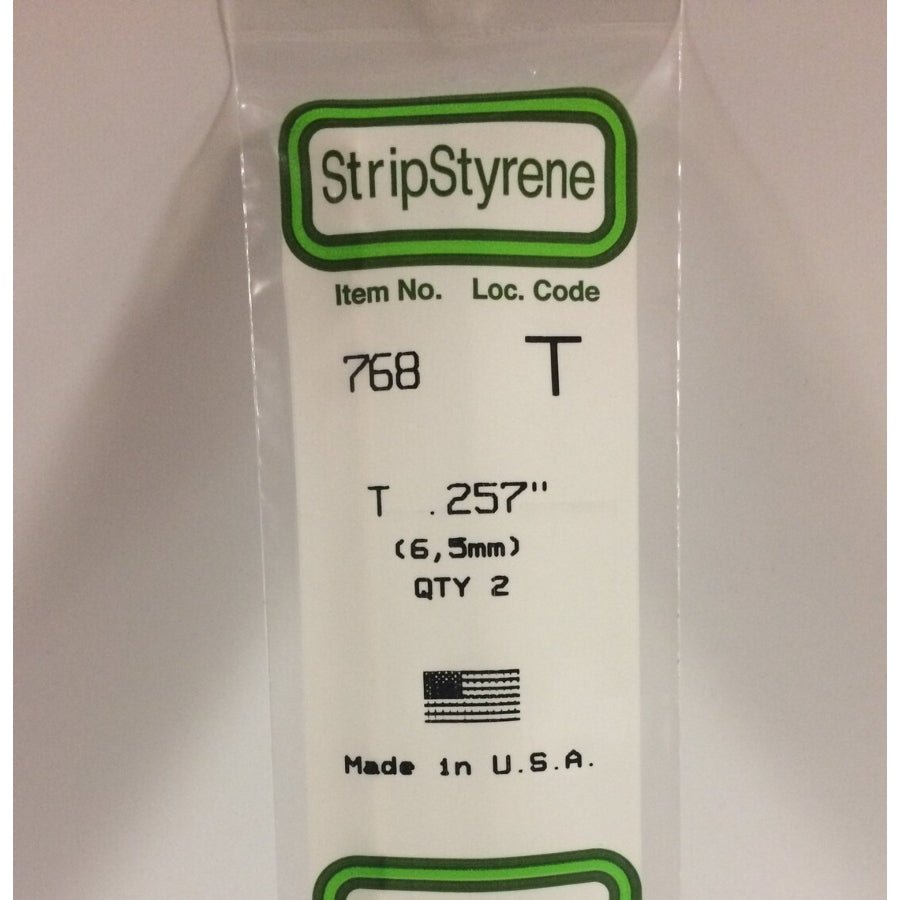 StripStyrene
Item No. Loc. Code
768 T
T .257"
(6,5mm)
QTY 2
Made in U.S.A.